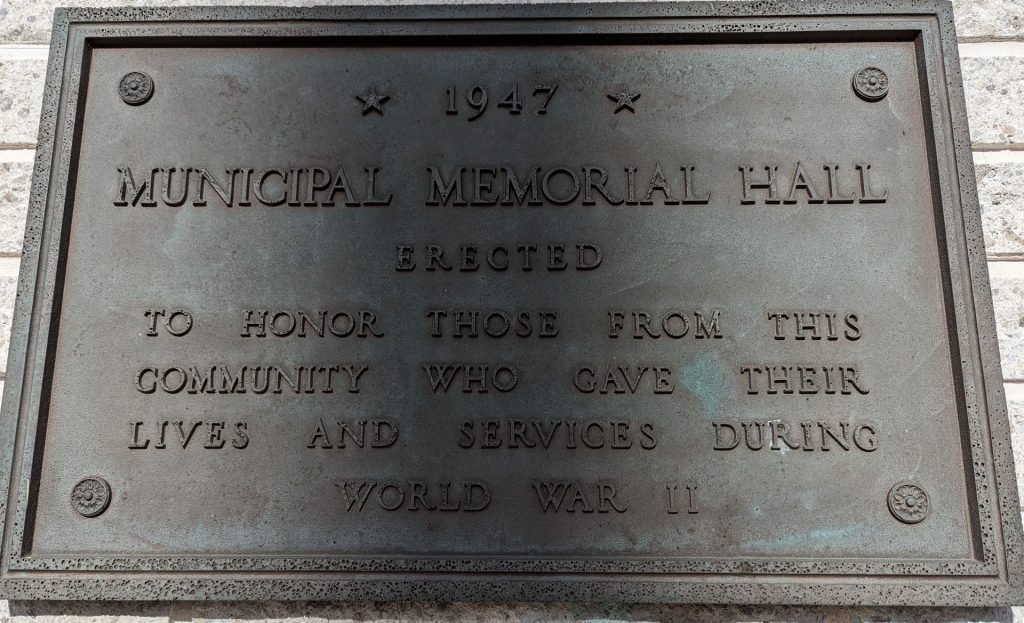 1947
MUNICIPAL MEMORIAL HALL
ERECTED
TO HONOR THOSE FROM THIS
COMMUNITY WHO GAVE THEIR
LIVES AND SERVICES DURING
WORLD WAR II